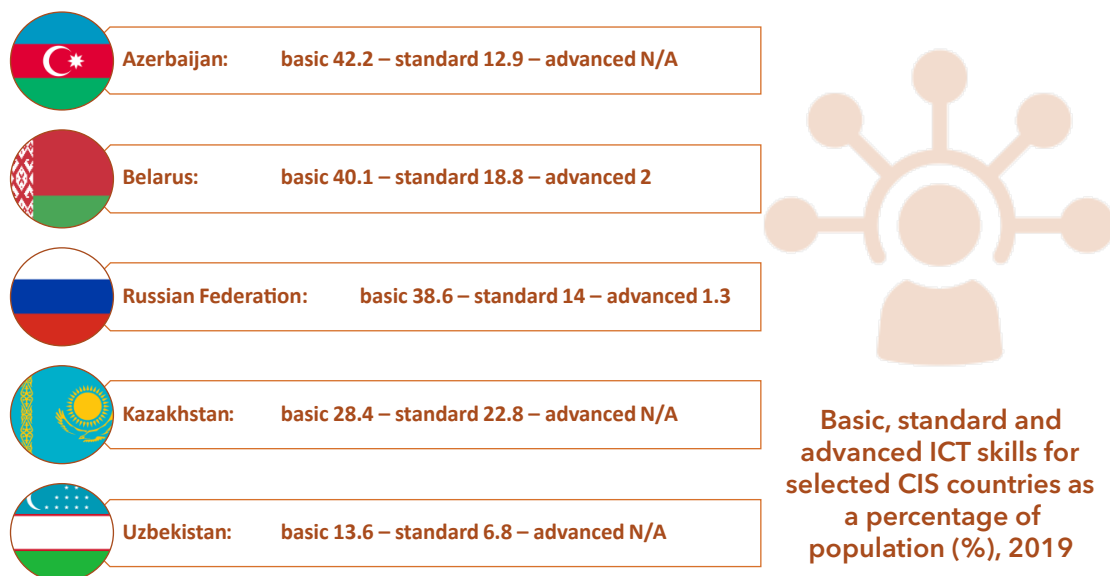 Azerbaijan: basic 42.2 – standard 12.9 – advanced N/A
Belarus: basic 40.1 – standard 18.8 – advanced 2
Russian Federation: basic 38.6 – standard 14 – advanced 1.3
Kazakhstan: basic 28.4 – standard 22.8 – advanced N/A
Uzbekistan: basic 13.6 – standard 6.8 – advanced N/A
Basic, standard and
advanced ICT skills for
selected CIS countries as
a percentage of
population (%), 2019